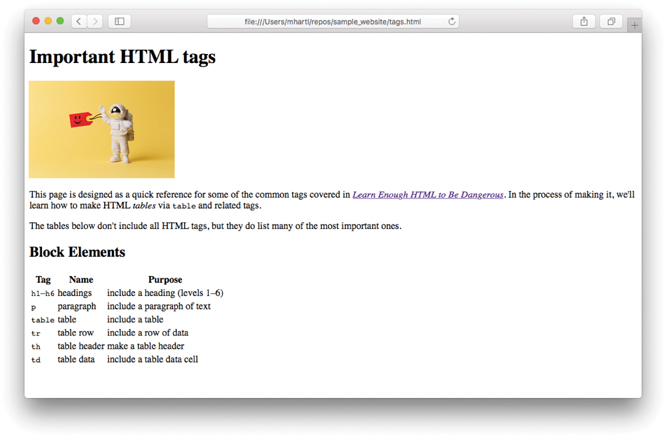 file:///Users/mhartl/repos/sample_website/tags.html
Important HTML tags
This page is designed as a quick reference for some of the common tags covered in Learn Enough HTML to Be Dangerous. In the process of making it, we'll
learn how to make HTML tables via table and related tags.
The tables below don't include all HTML tags, but they do list many of the most important ones.
Block Elements
Tag Name Purpose
h1–h6 headings include a heading (levels 1–6)
p paragraph include a paragraph of text
table table include a table
tr table row include a row of data
th table header make a table header
td table data include a table data cell